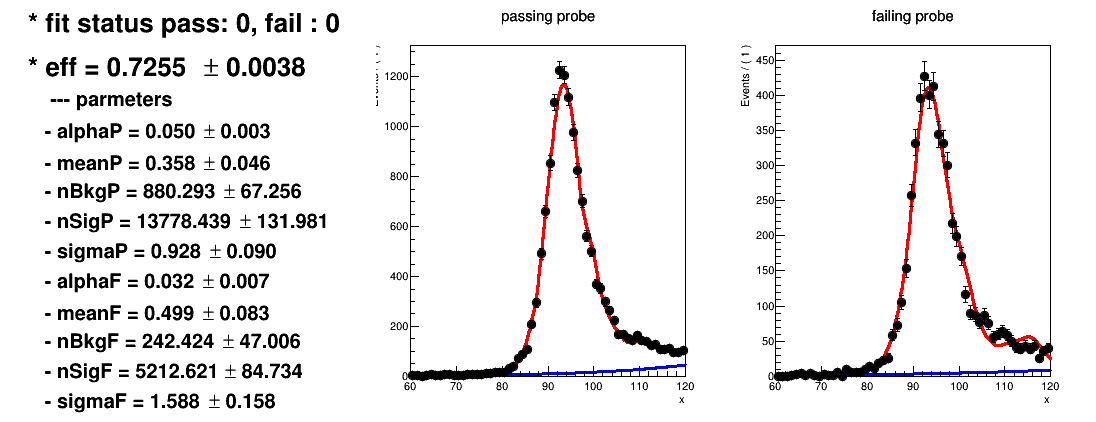 * fit status pass: 0, fail : 0
* eff = 0.7255 ± 0.0038
--- parmeters
- alphaP = 0.050 ± 0.003
- meanP = 0.358 ± 0.046
- nBkgP = 880.293 ± 67.256
- nSigP = 13778.439 ± 131.981
- sigmaP = 0.928 ± 0.090
- alphaF = 0.032 ± 0.007
- meanF = 0.499 ± 0.083
- nBkgF = 242.424 ± 47.006
- nSigF = 5212.621 ± 84.734
- sigmaF = 1.588 ± 0.158
passing probe
1200
1000
800
600
400
200
0
60 70 80 90 100 110 120
x
failing probe
Events / ( 1 )
450
400
350
300
250
200
150
100
50
0
60 70 80 90 100 110 120
x